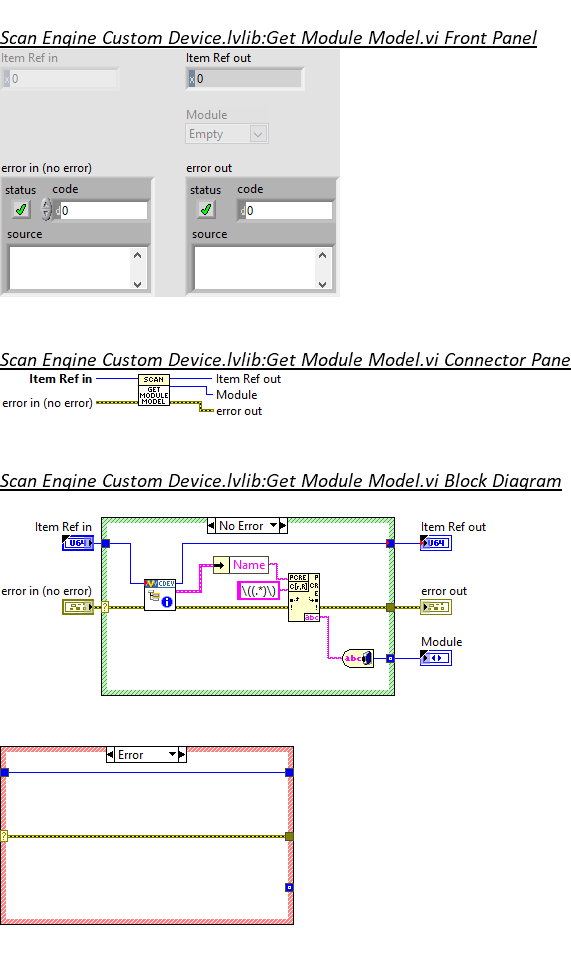 Scan Engine Custom Device.lvlib:Get Module Model.vi Front Panel
Item Ref in
Item Ref out
x 0
x 0
Module
Empty
error in (no error)
error out
status code
status code
d 0
d 0
source
source
Scan Engine Custom Device.lvlib:Get Module Model.vi Connector Pane
Item Ref in
SCAN
Item Ref out
GET MODULE MODEL
Module
error in (no error)
error out
Scan Engine Custom Device.lvlib:Get Module Model.vi Block Diagram
No Error
Item Ref in
Item Ref out
U64
U64
Name
CDEV
PCRE
error in (no error)
\((.*)\)
error out
?
abc
Module
abc
Error
?